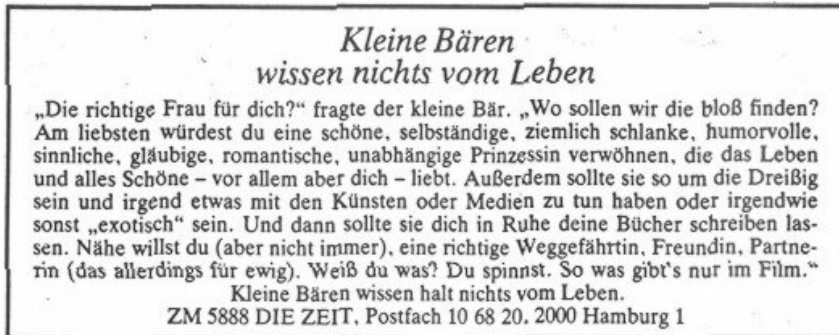 Kleine Bären
wissen nichts vom Leben
„Die richtige Frau für dich?“ fragte der kleine Bär. „Wo sollen wir die bloß finden?
Am liebsten würdest du eine schöne, selbständige, ziemlich schlanke, humorvolle,
sinnliche, gläubige, romantische, unabhängige Prinzessin verwöhnen, die das Leben
und alles Schöne – vor allem aber dich – liebt. Außerdem sollte sie so um die Dreißig
sein und irgend etwas mit den Künsten oder Medien zu tun haben oder irgendwie
sonst „exotisch“ sein. Und dann sollte sie dich in Ruhe deine Bücher schreiben las-
sen. Nähe willst du (aber nicht immer), eine richtige Weggefährtin, Freundin, Partne-
rin (das allerdings für ewig). Weiß du was? Du spinnst. So was gibt's nur im Film.“
Kleine Bären wissen halt nichts vom Leben.
ZM 5888 DIE ZEIT, Postfach 10 68 20, 2000 Hamburg 1